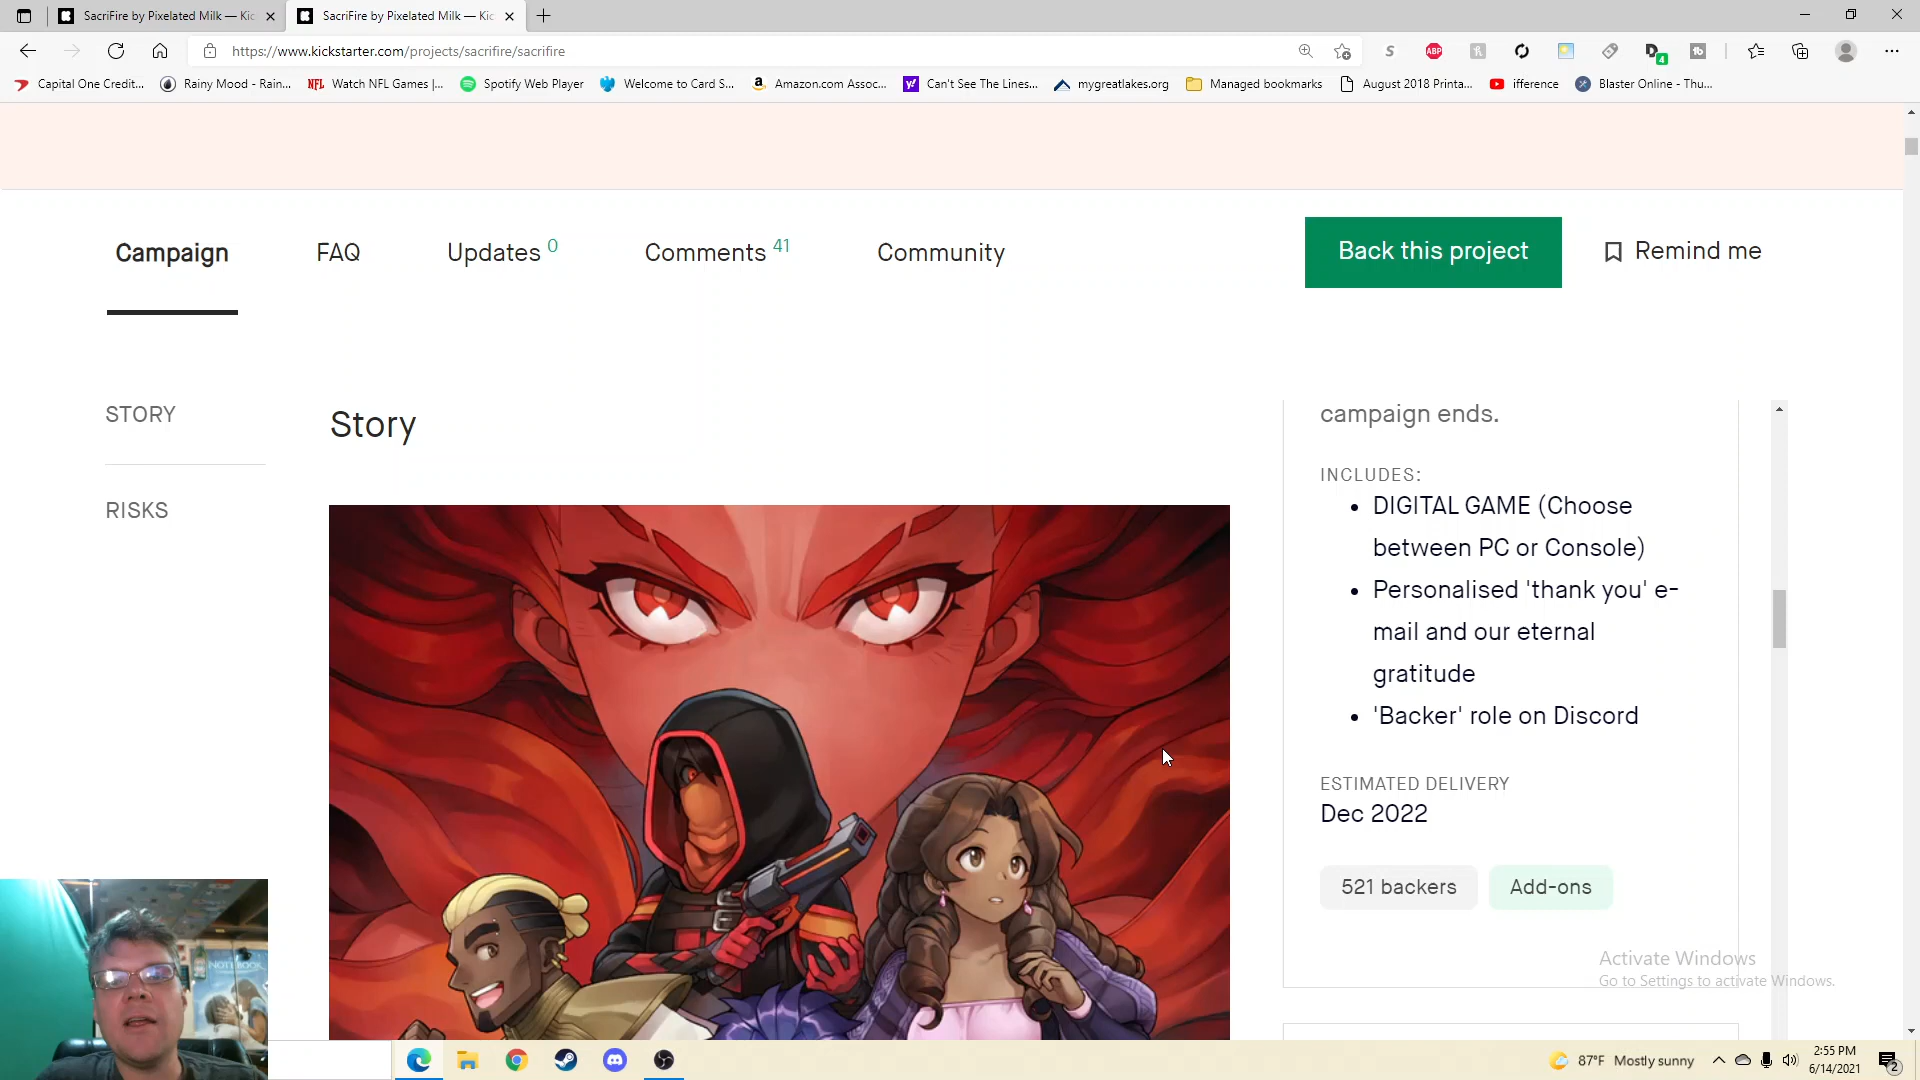 SacriFire by Pixelated Milk — Kic
SacriFire by Pixelated Milk — Kic
https://www.kickstarter.com/projects/sacrifire/sacrifire
ABP
4
Capital One Credit...
Rainy Mood - Rain...
NFL
Watch NFL Games |...
Spotify Web Player
Welcome to Card S...
Amazon.com Assoc...
Can't See The Lines...
mygreatlakes.org
Managed bookmarks
August 2018 Printa...
ifference
Blaster Online - Thu...
Campaign
FAQ
Updates 0
Comments 41
Community
Back this project
Remind me
STORY
RISKS
Story
campaign ends.
INCLUDES:
• DIGITAL GAME (Choose
between PC or Console)
• Personalised 'thank you' e-
mail and our eternal
gratitude
• 'Backer' role on Discord
ESTIMATED DELIVERY
Dec 2022
521 backers
Add-ons
Activate Windows
Go to Settings to activate Windows.
NOTEBOOK
87°F Mostly sunny
2:55 PM
6/14/2021
2